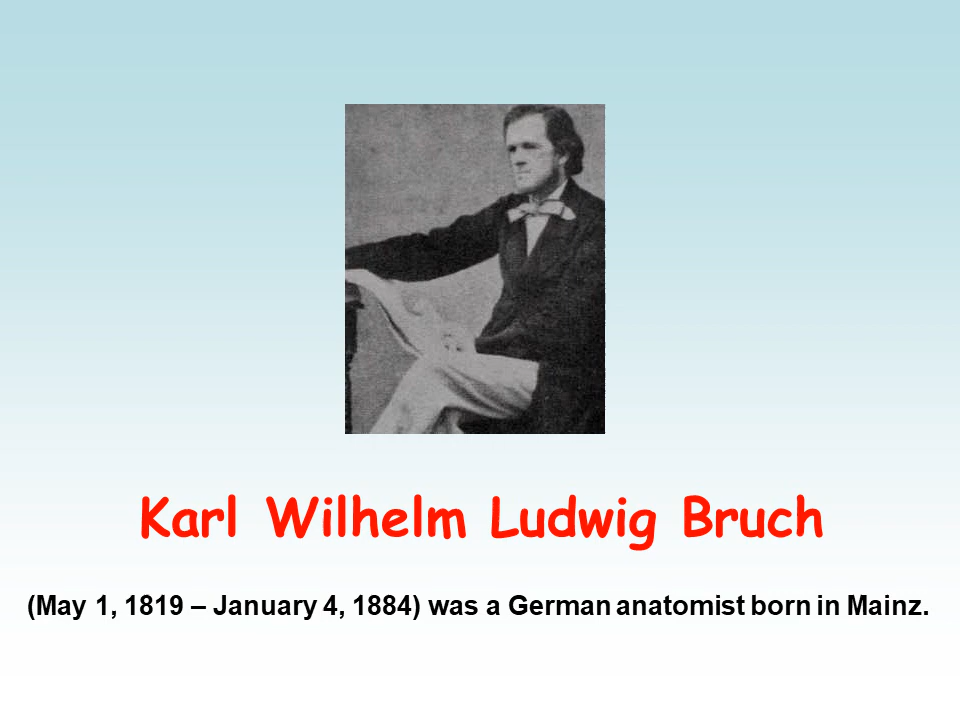 Karl Wilhelm Ludwig Bruch
(May 1, 1819 – January 4, 1884) was a German anatomist born in Mainz.